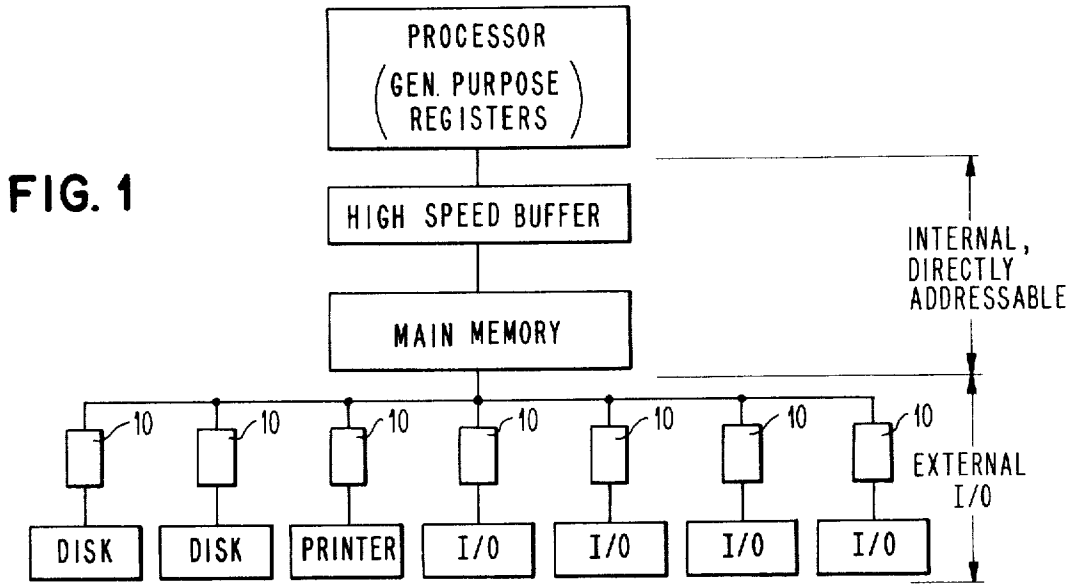 PROCESSOR
(GEN. PURPOSE
REGISTERS)
FIG. 1
HIGH SPEED BUFFER
INTERNAL,
DIRECTLY
ADDRESSABLE
MAIN MEMORY
10 10 10 10 10 10 10
EXTERNAL
I/O
DISK DISK PRINTER I/O I/O I/O I/O